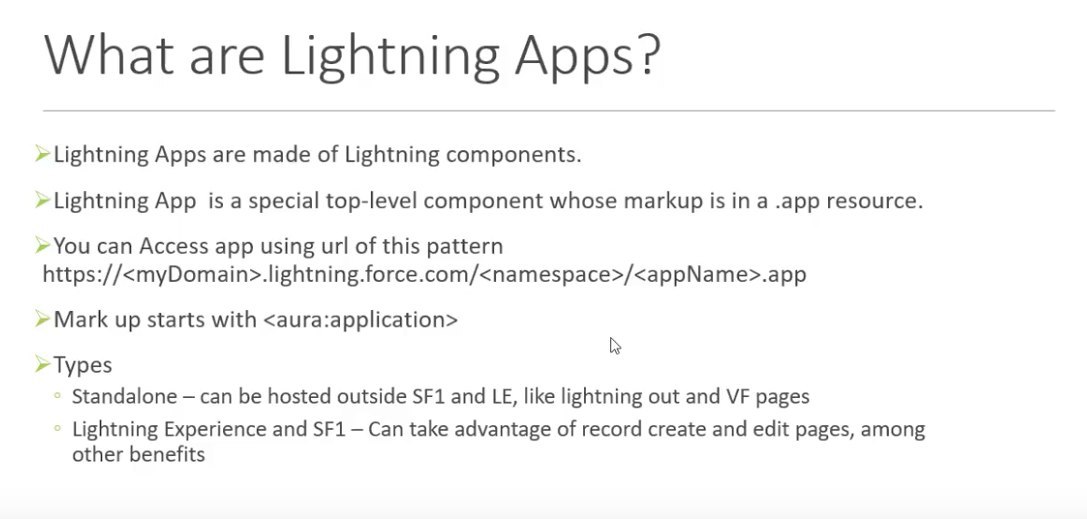 What are Lightning Apps?
Lightning Apps are made of Lightning components.
Lightning App is a special top-level component whose markup is in a .app resource.
You can Access app using url of this pattern
https://<myDomain>.lightning.force.com/<namespace>/<appName>.app
Mark up starts with <aura:application>
Types
Standalone – can be hosted outside SF1 and LE, like lightning out and VF pages
Lightning Experience and SF1 – Can take advantage of record create and edit pages, among
other benefits